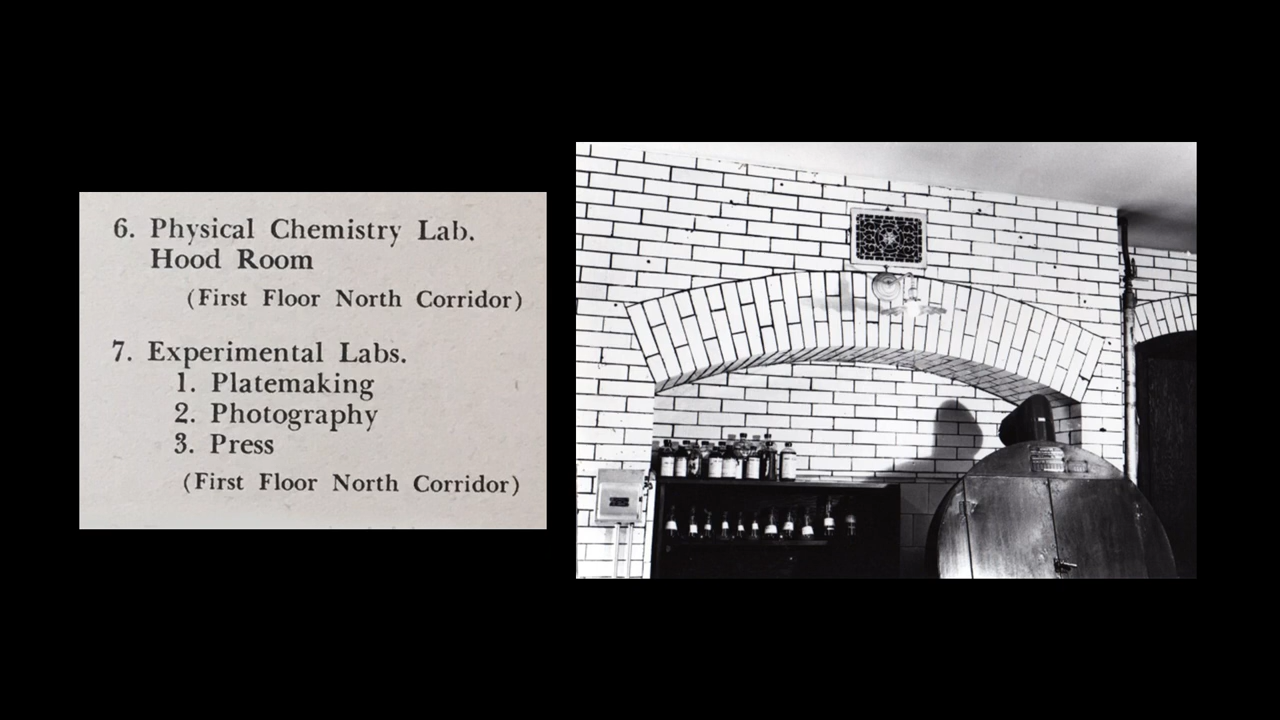 6. Physical Chemistry Lab.
Hood Room
(First Floor North Corridor)
7. Experimental Labs.
1. Platemaking
2. Photography
3. Press
(First Floor North Corridor)